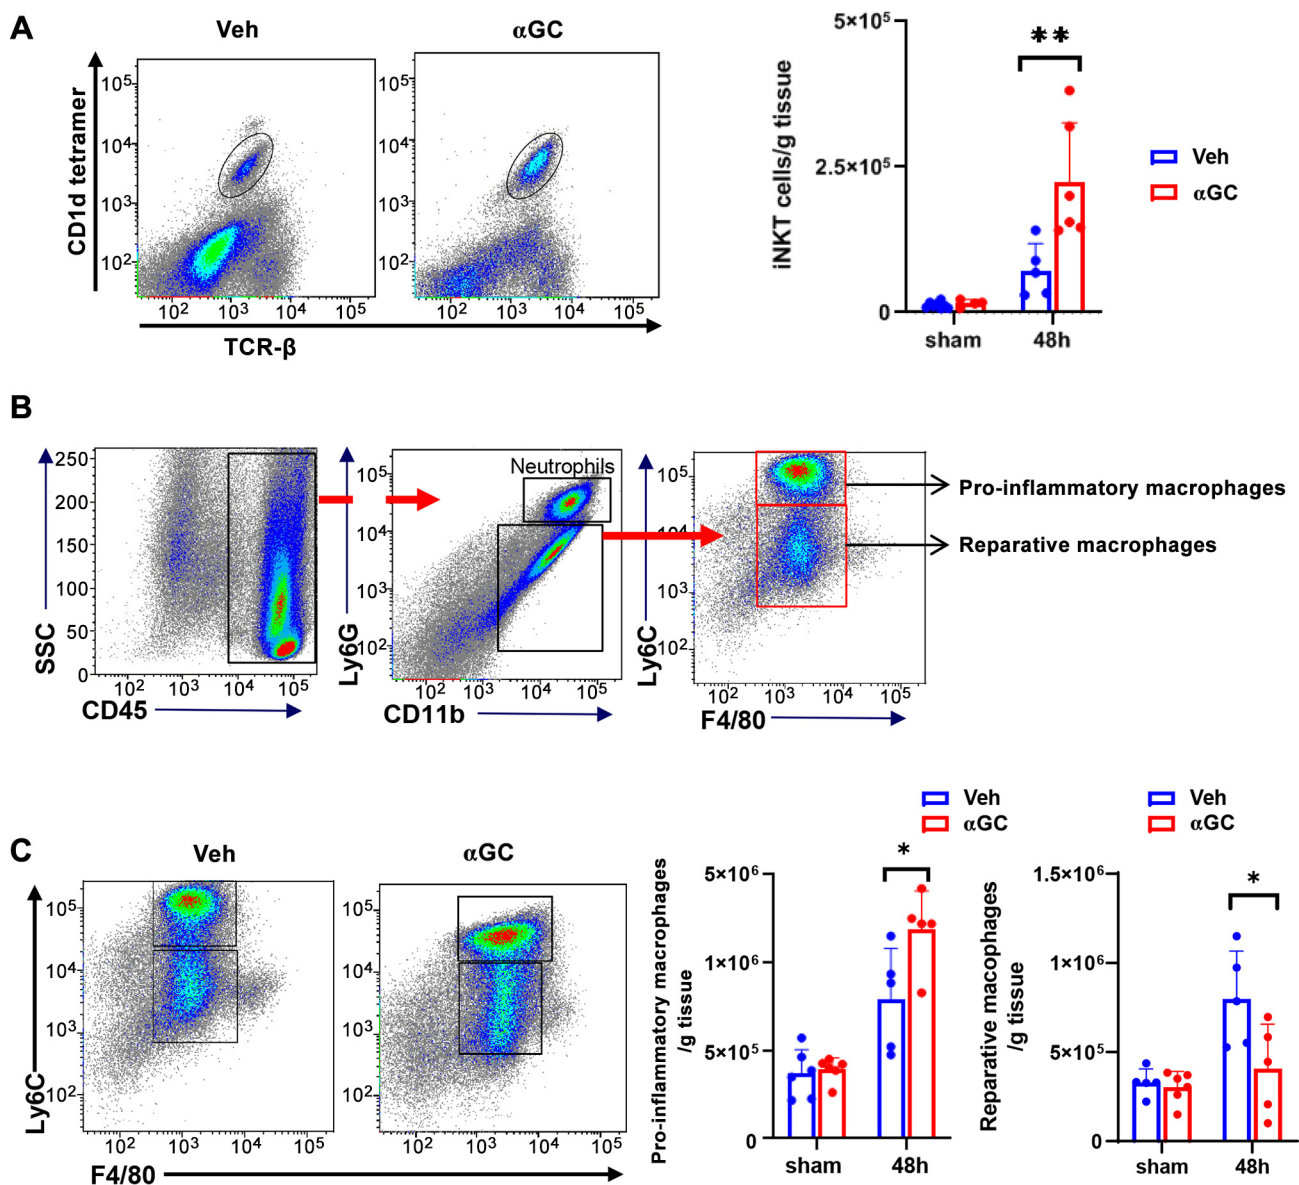 A
Veh
αGC
CD1d tetramer
10⁵
10⁴
10³
10²
10² 10³ 10⁴ 10⁵
10⁵
10⁴
10³
10²
10² 10³ 10⁴ 10⁵
TCR-β
iNKT cells/g tissue
5×10⁵
2.5×10⁵
0
**
sham 48h
Veh
αGC
B
SSC
250
200
150
100
50
0
10² 10³ 10⁴ 10⁵
CD45
Ly6G
Neutrophils
10⁵
10⁴
10³
10²
10² 10³ 10⁴ 10⁵
CD11b
Ly6C
10⁵
10⁴
10³
10²
0
10² 10³ 10⁴ 10⁵
F4/80
Pro-inflammatory macrophages
Reparative macrophages
C
Veh
αGC
Ly6C
10⁵
10⁴
10³
10²
10² 10³ 10⁴ 10⁵
10⁵
10⁴
10³
10²
10² 10³ 10⁴ 10⁵
F4/80
Veh
αGC
Pro-inflammatory macrophages
/g tissue
5×10⁶
1×10⁶
5×10⁵
0
*
sham 48h
Veh
αGC
Reparative macophages
/g tissue
1.5×10⁶
1×10⁶
5×10⁵
0
*
sham 48h